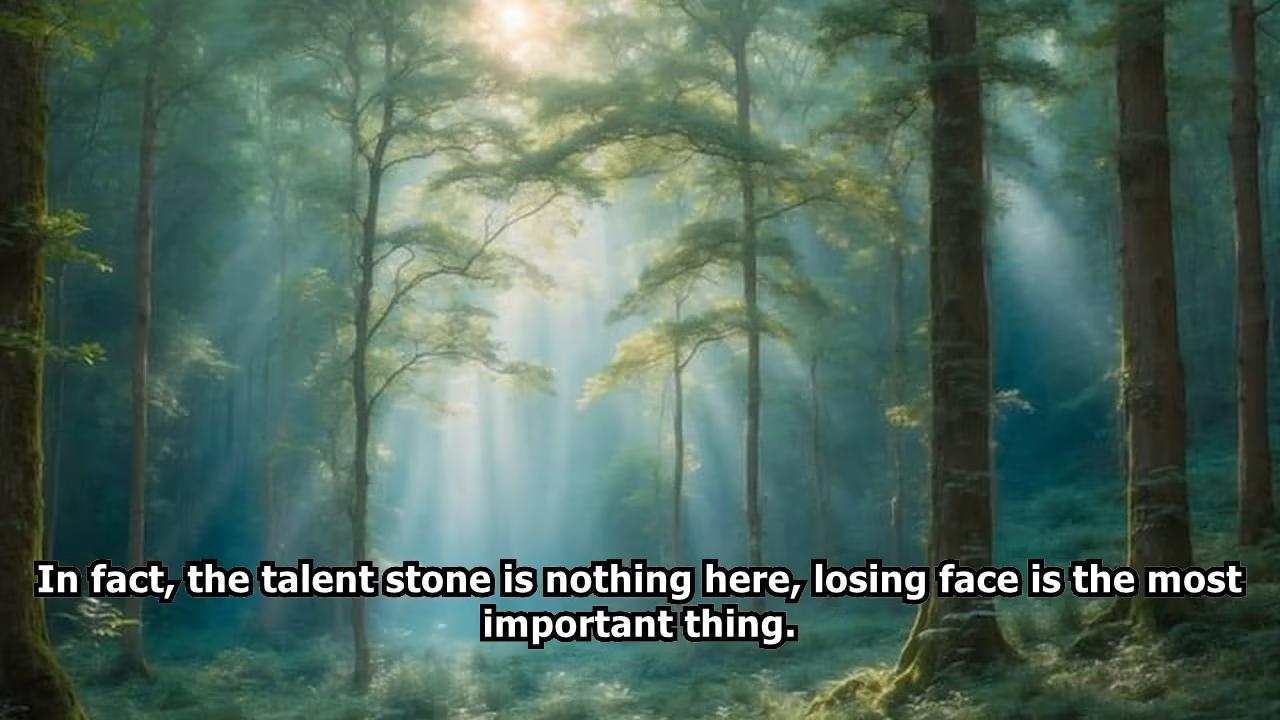 In fact, the talent stone is nothing here, losing face is the most
important thing.